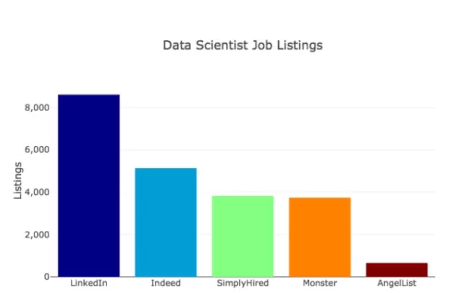 Data Scientist Job Listings
Listings
8,000
6,000
4,000
2,000
0
LinkedIn
Indeed
SimplyHired
Monster
AngelList